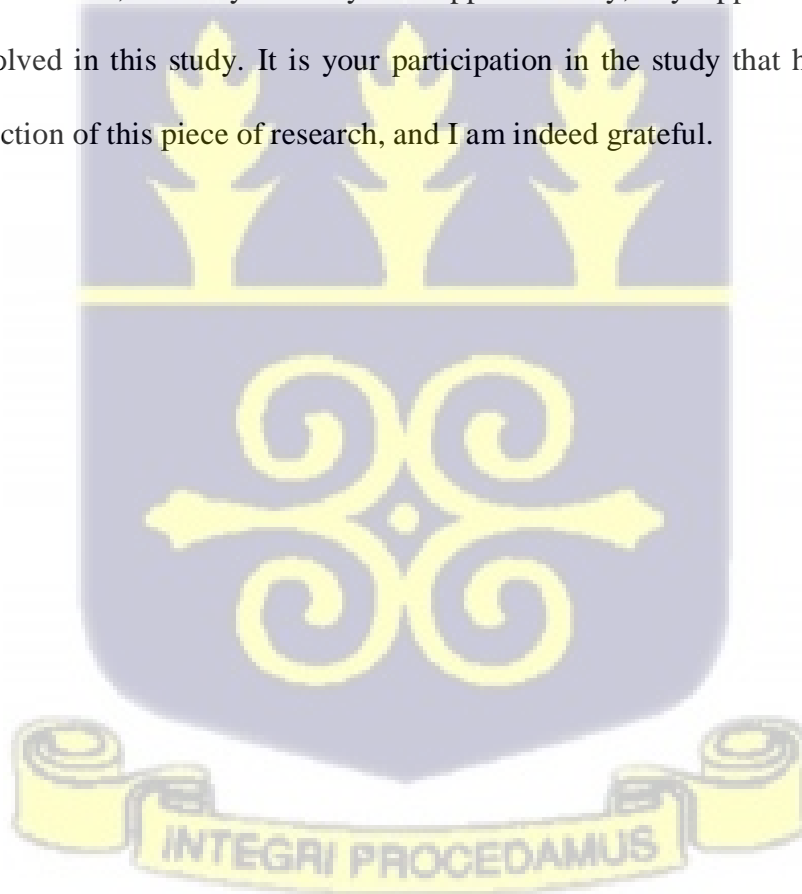 olved in this study. It is your participation in the study that h
ction of this piece of research, and I am indeed grateful.
INTEGRI PROCEDAMUS